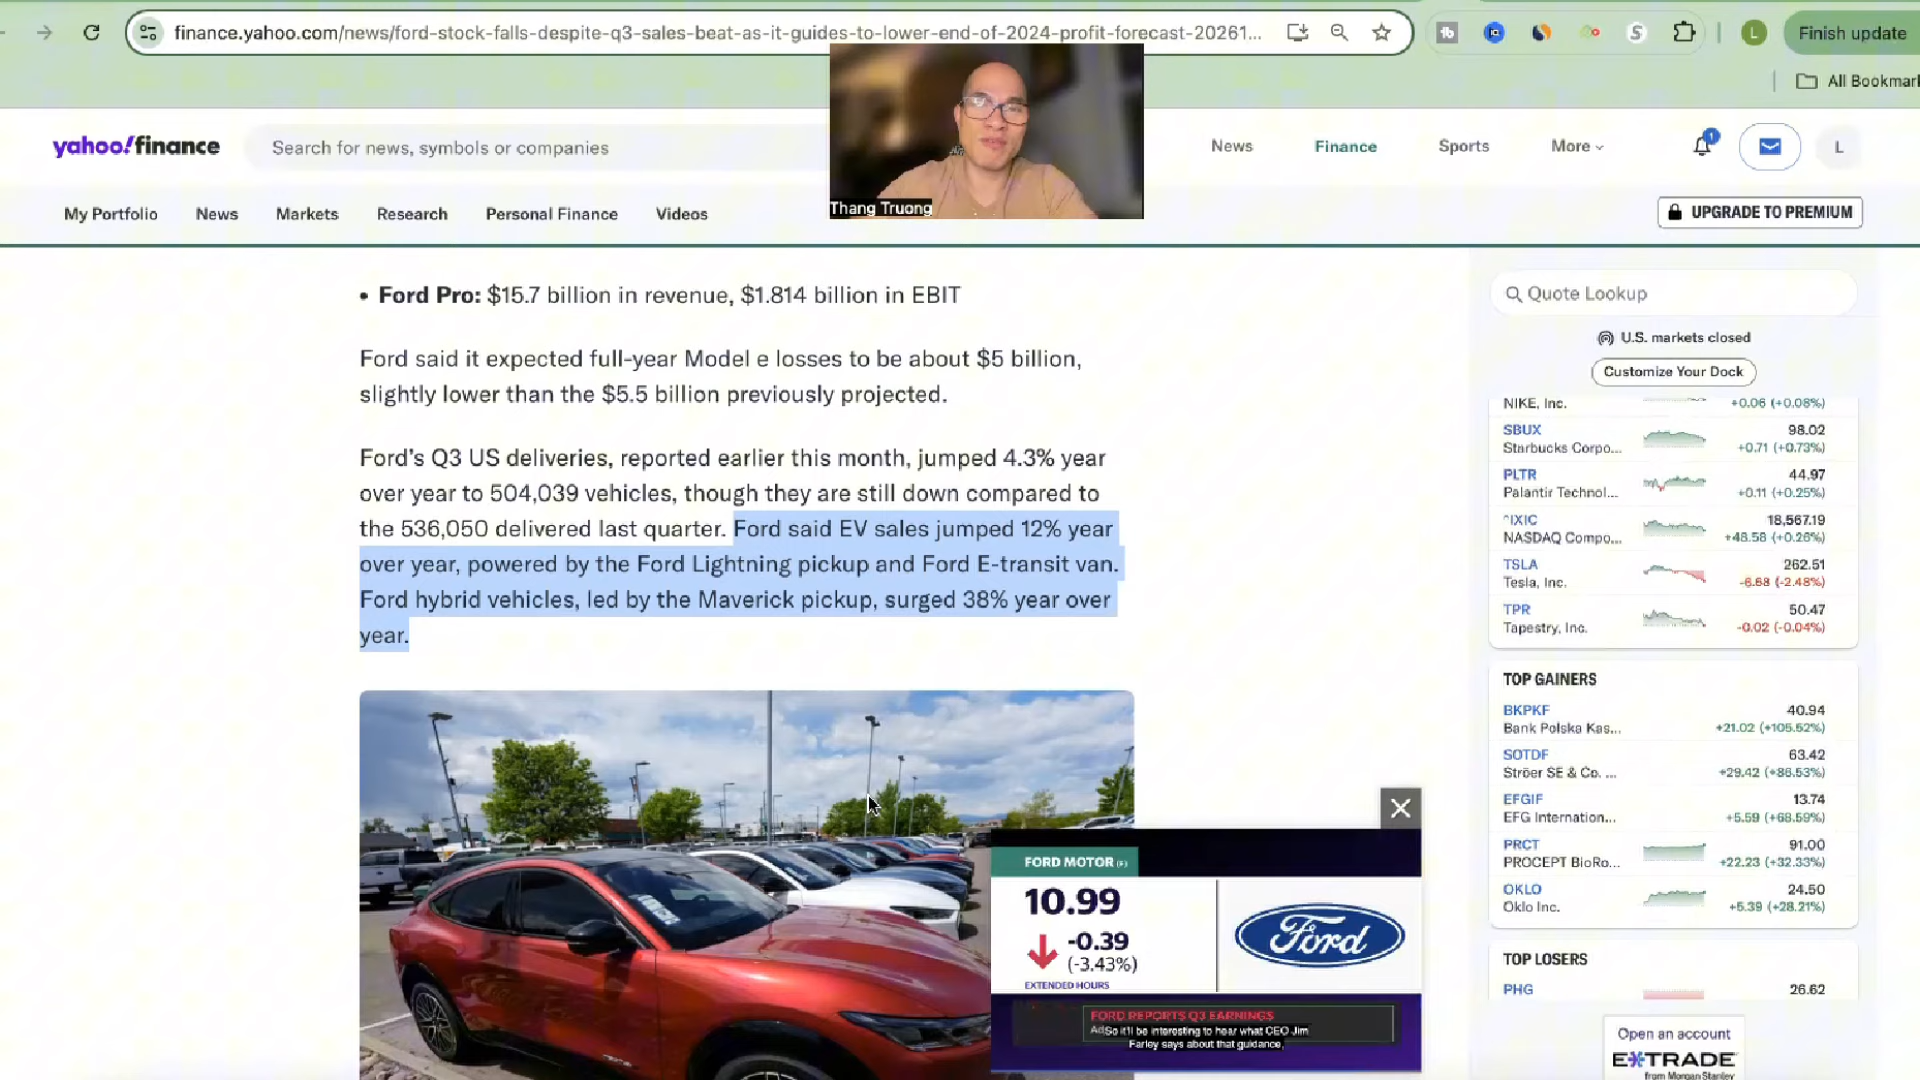 finance.yahoo.com/news/ford-stock-falls-despite-q3-sales-beat-as-it-guides-to-lower-end-of-2024-profit-forecast-20261...
L
Finish update
All Bookmark
yahoo!finance
Search for news, symbols or companies
Thang Truong
News
Finance
Sports
More
1
L
My Portfolio
News
Markets
Research
Personal Finance
Videos
UPGRADE TO PREMIUM
• Ford Pro: $15.7 billion in revenue, $1.814 billion in EBIT
Ford said it expected full-year Model e losses to be about $5 billion,
slightly lower than the $5.5 billion previously projected.
Ford’s Q3 US deliveries, reported earlier this month, jumped 4.3% year
over year to 504,039 vehicles, though they are still down compared to
the 536,050 delivered last quarter. Ford said EV sales jumped 12% year
over year, powered by the Ford Lightning pickup and Ford E-transit van.
Ford hybrid vehicles, led by the Maverick pickup, surged 38% year over
year.
FORD MOTOR (F)
10.99
-0.39
(-3.43%)
EXTENDED HOURS
Ford
FORD REPORTS Q3 EARNINGS
So it'll be interesting to hear what CEO Jim
Farley says about that guidance,
Quote Lookup
U.S. markets closed
Customize Your Dock
NIKE, Inc. +0.06 (+0.08%)
SBUX 98.02
Starbucks Corpo... +0.71 (+0.73%)
PLTR 44.97
Palantir Technol... +0.11 (+0.25%)
^IXIC 18,567.19
NASDAQ Compo... +48.58 (+0.26%)
TSLA 262.51
Tesla, Inc. -6.68 (-2.48%)
TPR 50.47
Tapestry, Inc. -0.02 (-0.04%)
TOP GAINERS
BKPKF 40.94
Bank Polska Kas... +21.02 (+105.52%)
SOTDF 63.42
Ströer SE & Co. ... +29.42 (+86.53%)
EFGIF 13.74
EFG Internation... +5.59 (+68.59%)
PRCT 91.00
PROCEPT BioRo... +22.23 (+32.33%)
OKLO 24.50
Oklo Inc. +5.39 (+28.21%)
TOP LOSERS
PHG 26.62
Open an account
E*TRADE
from Morgan Stanley